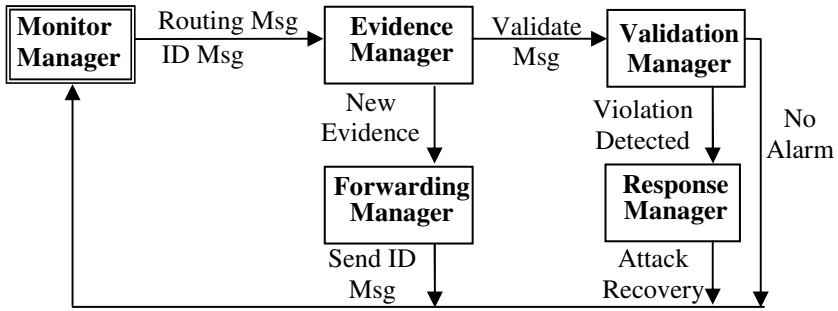 Monitor
Manager
Routing Msg
ID Msg
Evidence
Manager
Validate
Msg
Validation
Manager
New
Evidence
Violation
Detected
No
Alarm
Forwarding
Manager
Response
Manager
Send ID
Msg
Attack
Recovery